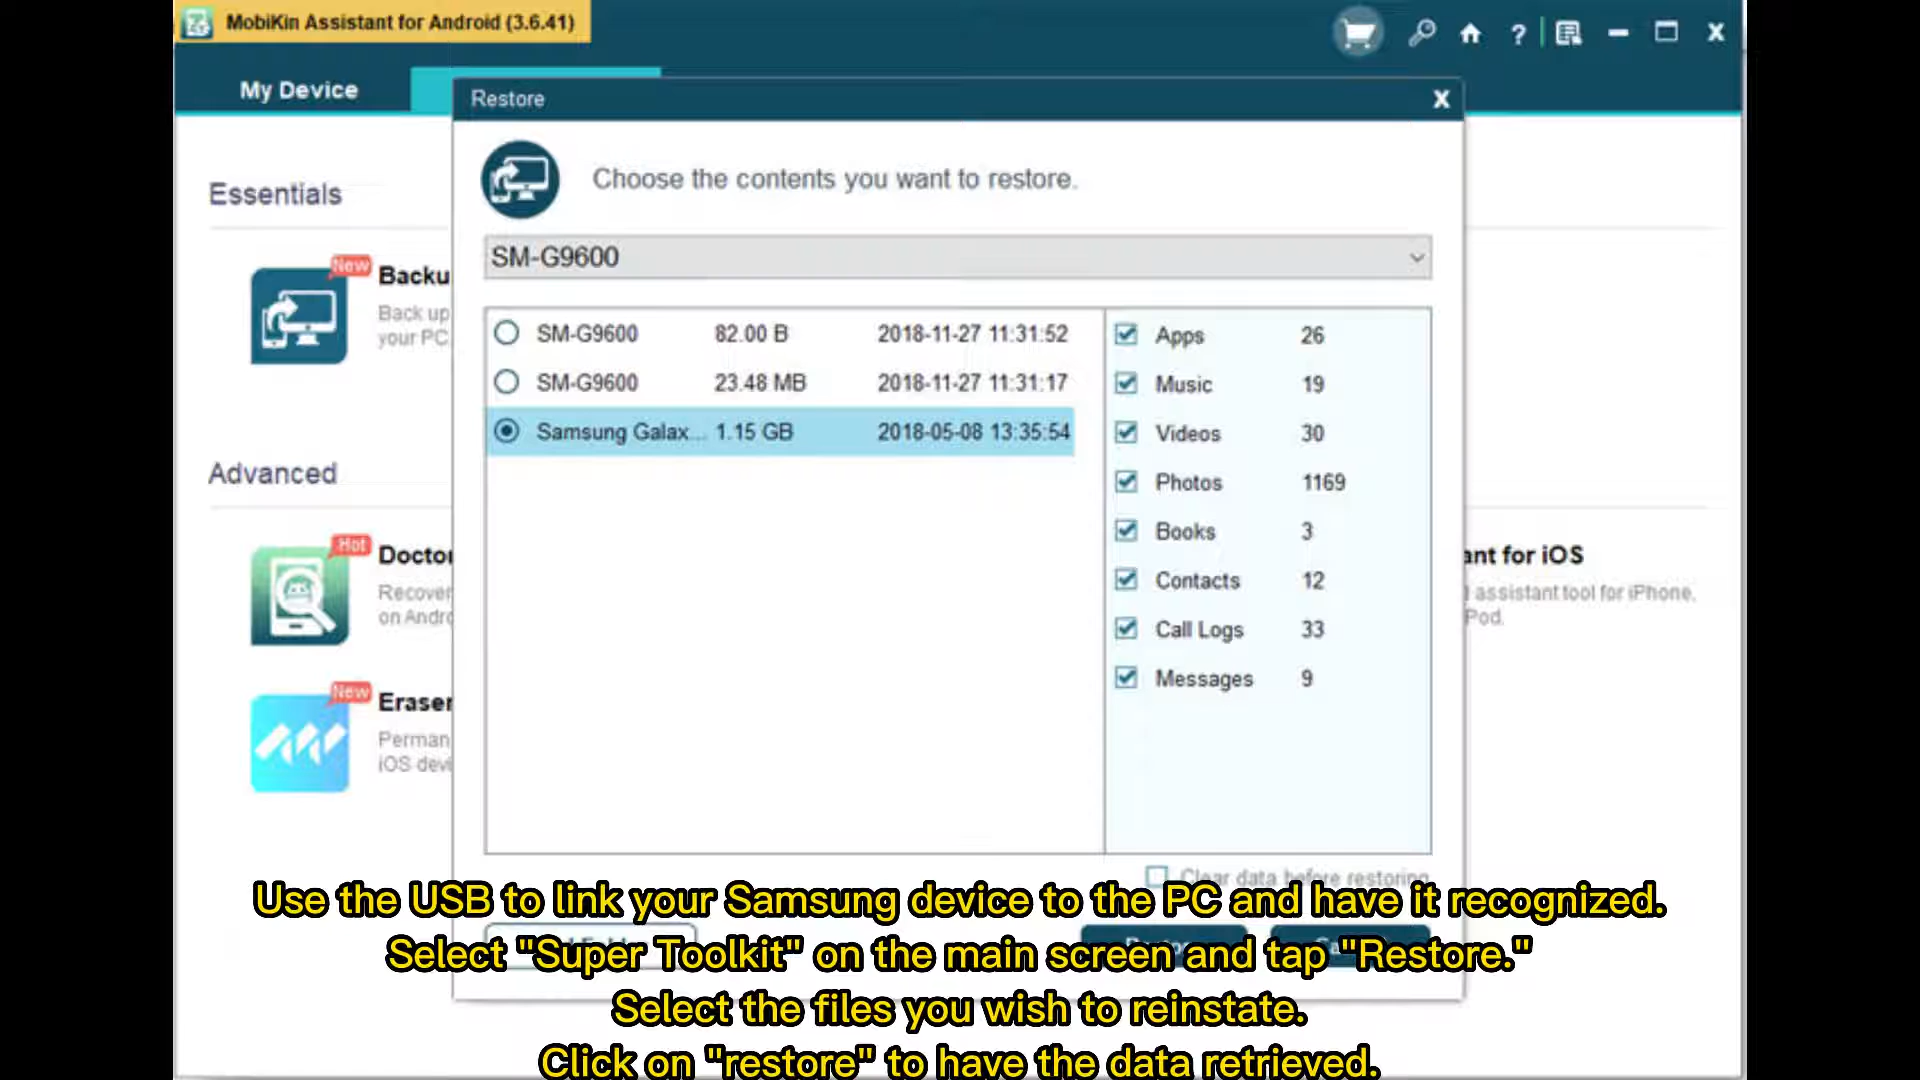 MobiKin Assistant for Android (3.6.41)
?
X
My Device
Restore
X
Choose the contents you want to restore.
Essentials
SM-G9600
New
Backu
Back up
your PC.
SM-G9600 82.00 B 2018-11-27 11:31:52
SM-G9600 23.48 MB 2018-11-27 11:31:17
Samsung Galax... 1.15 GB 2018-05-08 13:35:54
Apps 26
Music 19
Videos 30
Photos 1169
Books 3
Contacts 12
Call Logs 33
Messages 9
Advanced
Hot
Doctor
Recover
on Andro
ant for iOS
assistant tool for iPhone,
Pod.
New
Eraser
Perman
iOS devi
Clear data before restoring
Use the USB to link your Samsung device to the PC and have it recognized.
Select "Super Toolkit" on the main screen and tap "Restore."
Select the files you wish to reinstate.
Click on "restore" to have the data retrieved.